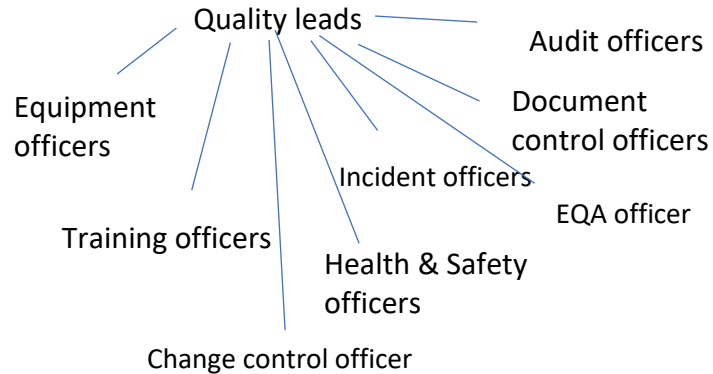 Quality leads
Audit officers
Equipment
officers
Document
control officers
Incident officers
EQA officer
Training officers
Health & Safety
officers
Change control officer